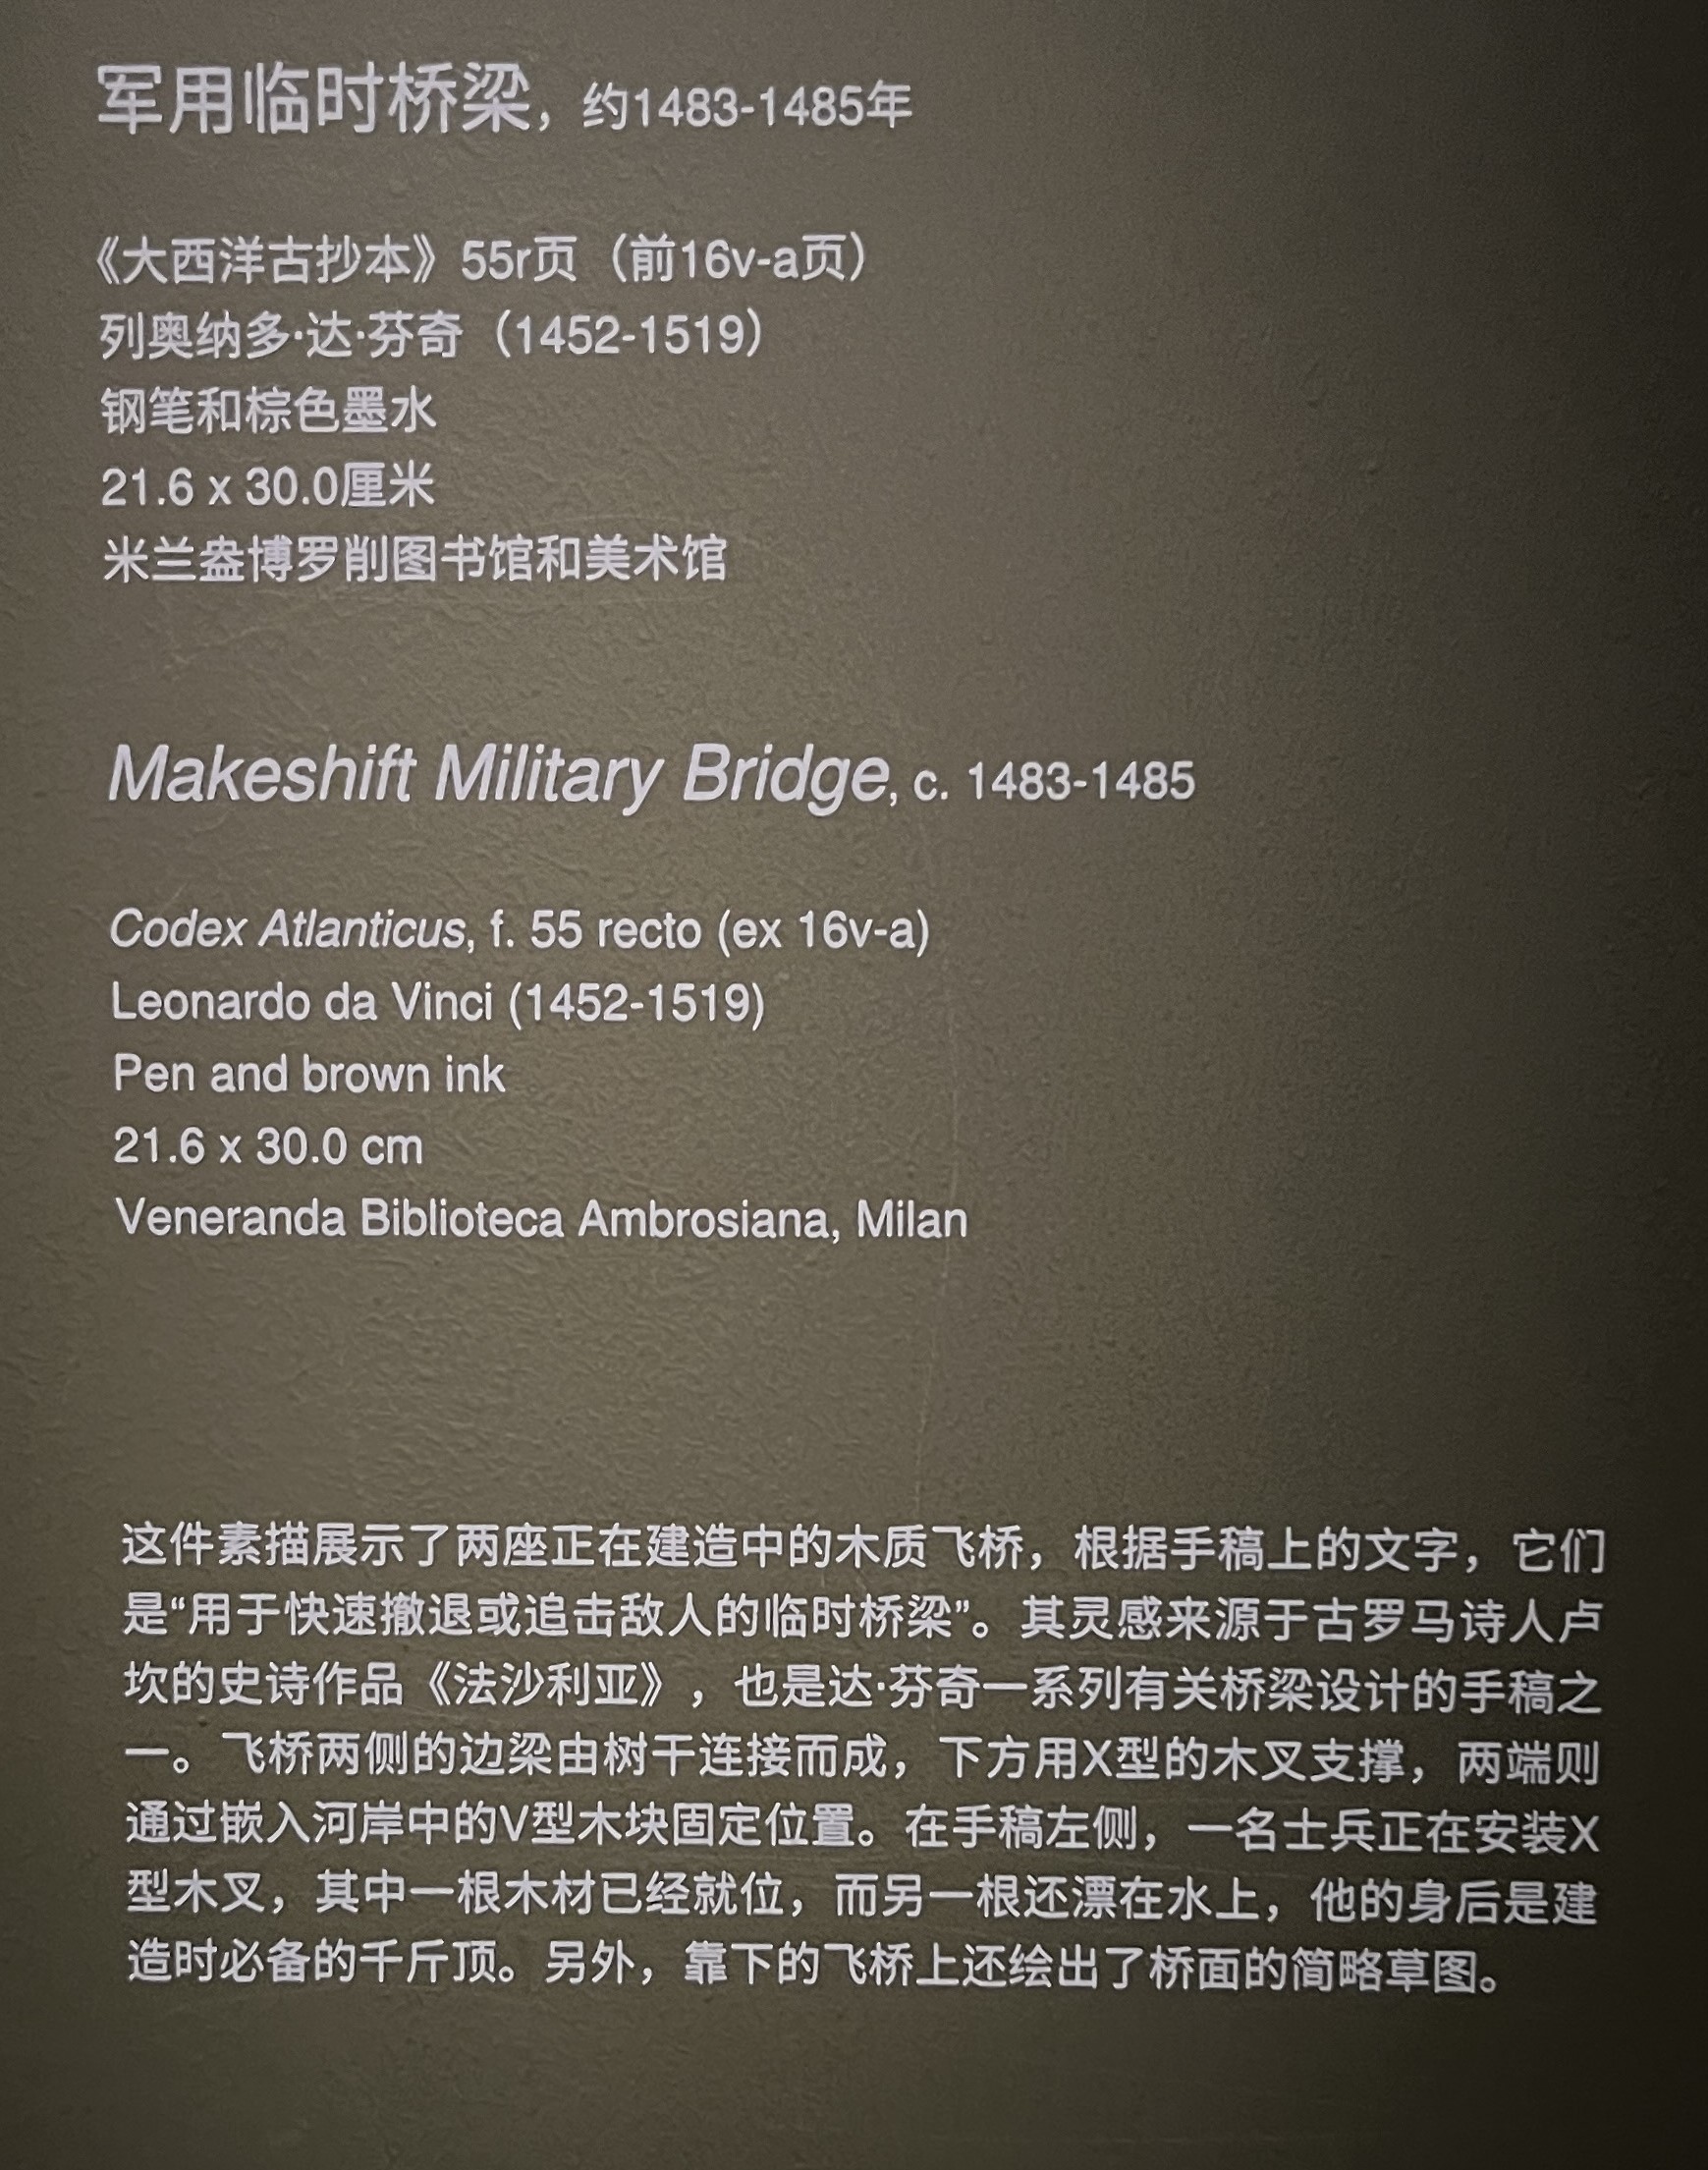 军用临时桥梁，约1483-1485年
《大西洋古抄本》55r页（前16v-a页）
列奥纳多·达·芬奇（1452-1519）
钢笔和棕色墨水
21.6 x 30.0厘米
米兰盎博罗削图书馆和美术馆
Makeshift Military Bridge, c. 1483-1485
Codex Atlanticus, f. 55 recto (ex 16v-a)
Leonardo da Vinci (1452-1519)
Pen and brown ink
21.6 x 30.0 cm
Veneranda Biblioteca Ambrosiana, Milan
这件素描展示了两座正在建造中的木质飞桥，根据手稿上的文字，它们
是“用于快速撤退或追击敌人的临时桥梁”。其灵感来源于古罗马诗人卢
坎的史诗作品《法沙利亚》，也是达·芬奇一系列有关桥梁设计的手稿之
一。飞桥两侧的边梁由树干连接而成，下方用X型的木叉支撑，两端则
通过嵌入河岸中的V型木块固定位置。在手稿左侧，一名士兵正在安装X
型木叉，其中一根木材已经就位，而另一根还漂在水上，他的身后是建
造时必备的千斤顶。另外，靠下的飞桥上还绘出了桥面的简略草图。